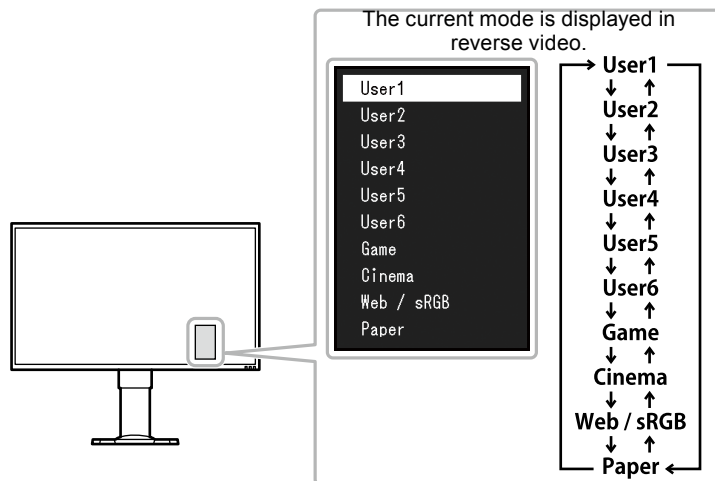 The current mode is displayed in
reverse video.
User1
User2
User3
User4
User5
User6
Game
Cinema
Web / sRGB
Paper
User1
User2
User3
User4
User5
User6
Game
Cinema
Web / sRGB
Paper